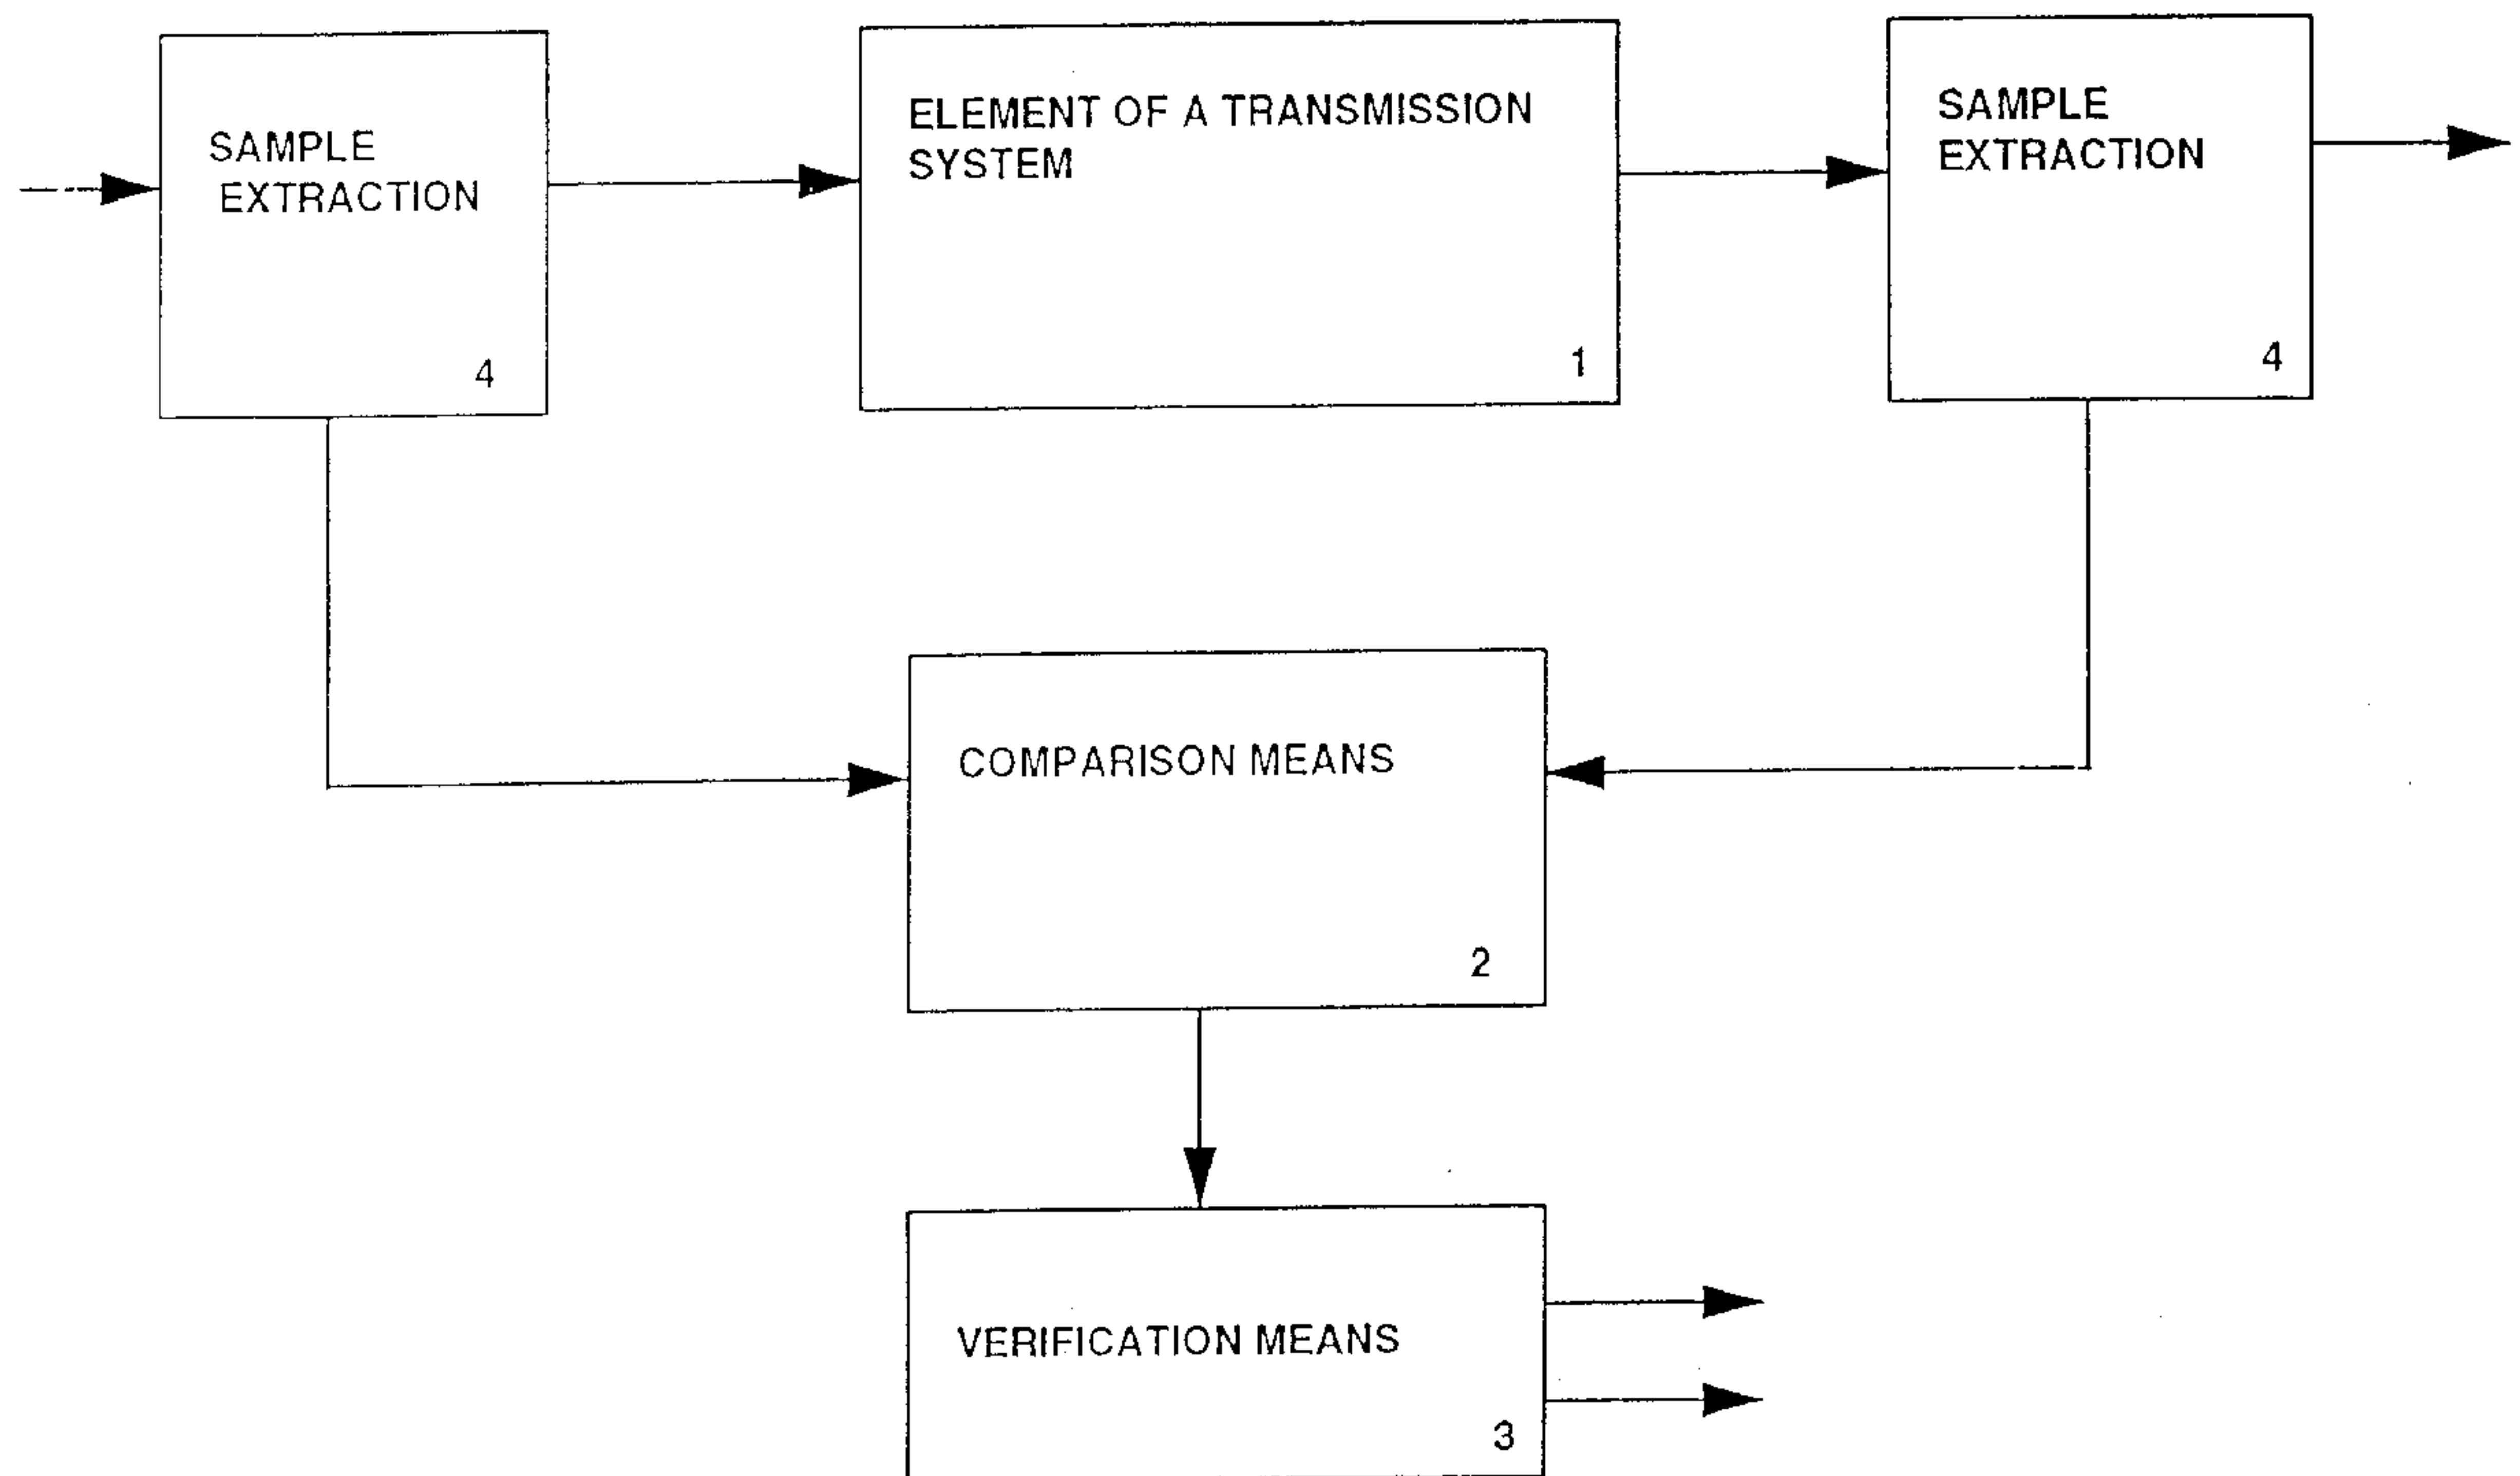 SAMPLE
EXTRACTION
4
ELEMENT OF A TRANSMISSION
SYSTEM
1
SAMPLE
EXTRACTION
4
COMPARISON MEANS
2
VERIFICATION MEANS
3